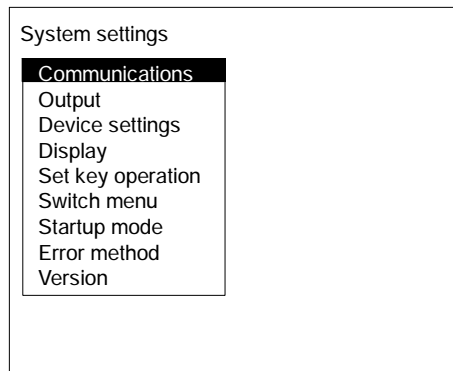 System settings
Communications
Output
Device settings
Display
Set key operation
Switch menu
Startup mode
Error method
Version